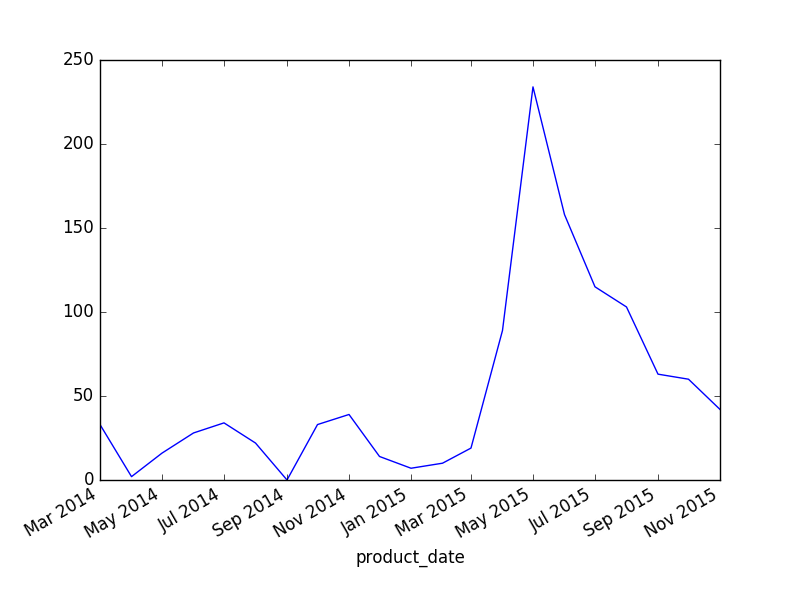 250
200
150
100
50
0
Mar 2014
May 2014
Jul 2014
Sep 2014
Nov 2014
Jan 2015
Mar 2015
May 2015
Jul 2015
Sep 2015
Nov 2015
product_date